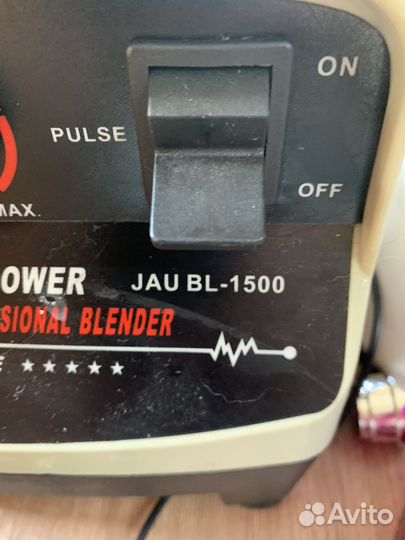 ON
PULSE
OFF
MAX.
OWER JAU BL-1500
SIONAL BLENDER
★★★★★
Avito